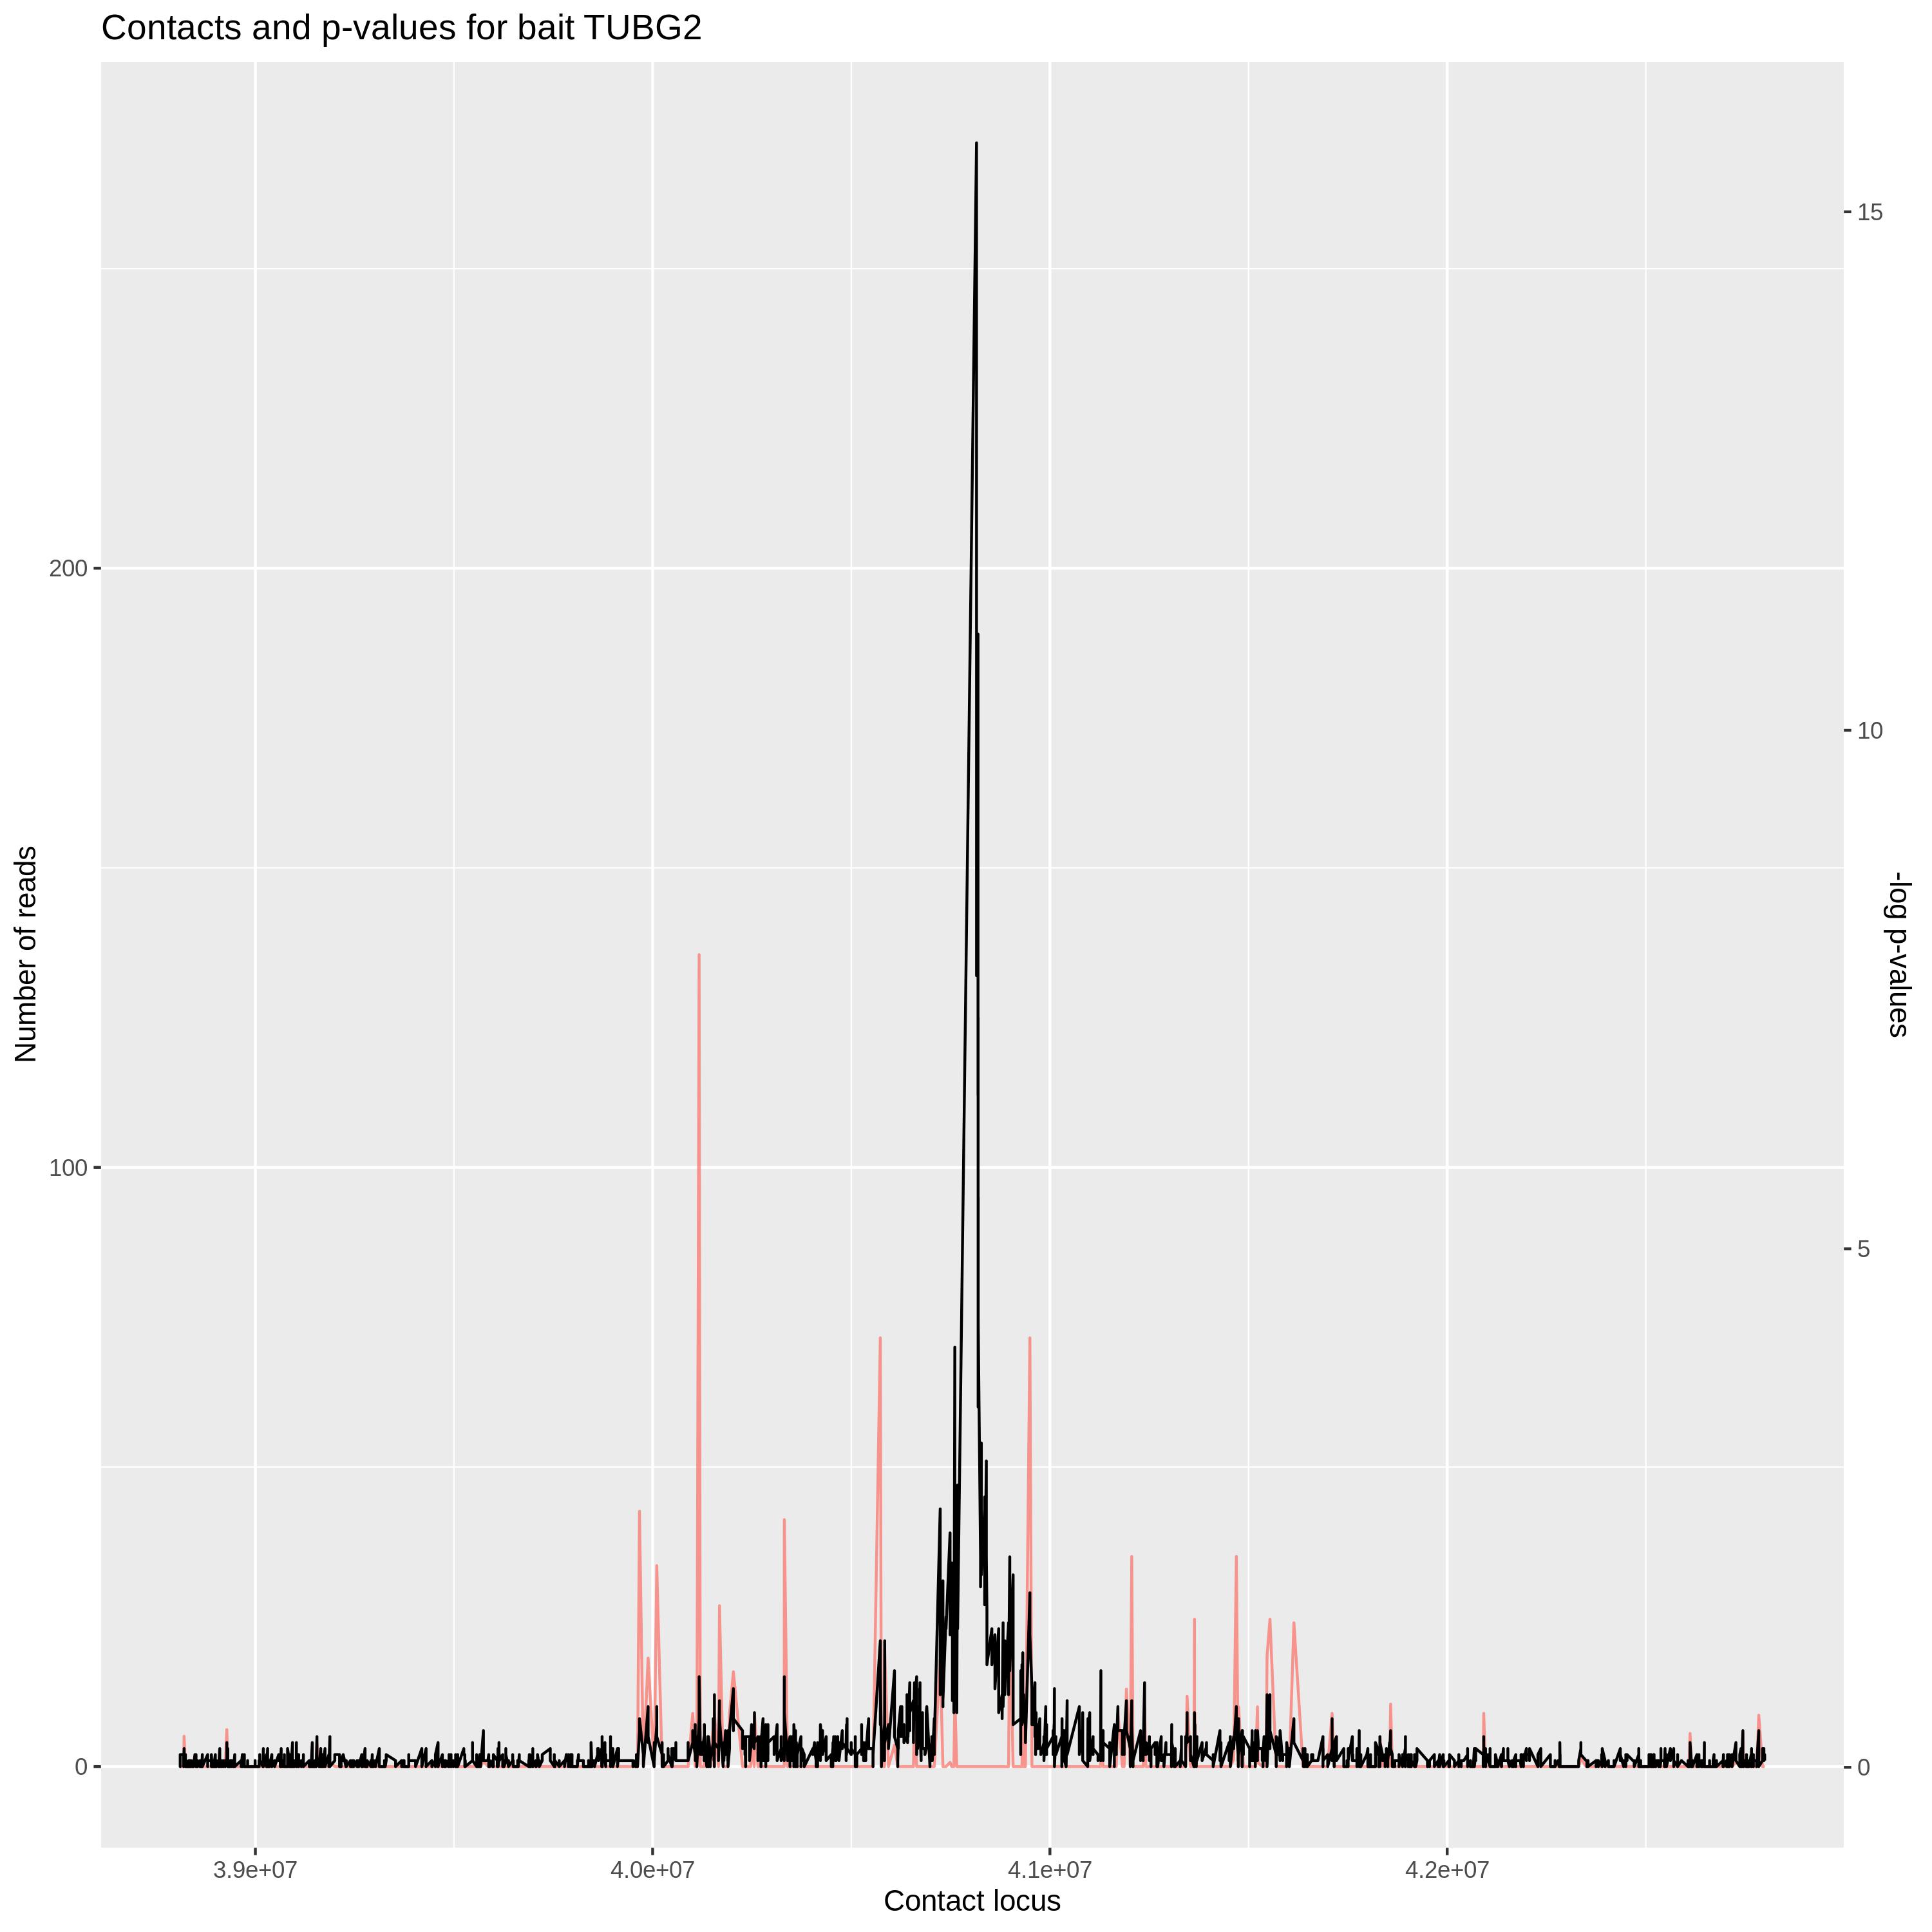 Contacts and p-values for bait TUBG2
Number of reads
200
100
0
15
10
5
0
-log p-values
3.9e+07 4.0e+07 4.1e+07 4.2e+07
Contact locus